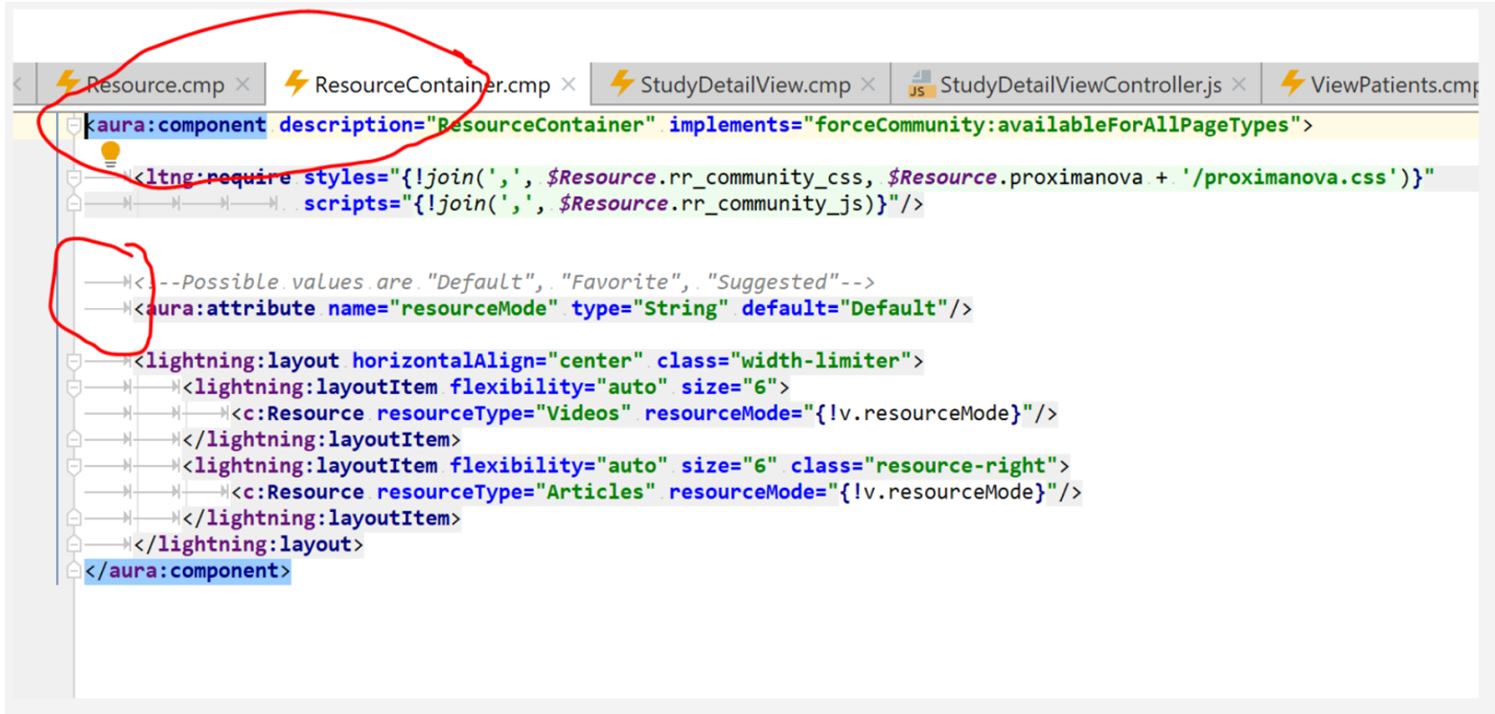 Resource.cmp ResourceContainer.cmp StudyDetailView.cmp JS StudyDetailViewController.js ViewPatients.cmp
<aura:component description="ResourceContainer" implements="forceCommunity:availableForAllPageTypes">
<ltng:require styles="{!join(',', $Resource.rr_community_css, $Resource.proximanova + '/proximanova.css')}"
scripts="{!join(',', $Resource.rr_community_js)}"/>
<!--Possible values are "Default", "Favorite", "Suggested"-->
<aura:attribute name="resourceMode" type="String" default="Default"/>
<lightning:layout horizontalAlign="center" class="width-limiter">
<lightning:layoutItem flexibility="auto" size="6">
<c:Resource resourceType="Videos" resourceMode="{!v.resourceMode}"/>
</lightning:layoutItem>
<lightning:layoutItem flexibility="auto" size="6" class="resource-right">
<c:Resource resourceType="Articles" resourceMode="{!v.resourceMode}"/>
</lightning:layoutItem>
</lightning:layout>
</aura:component>